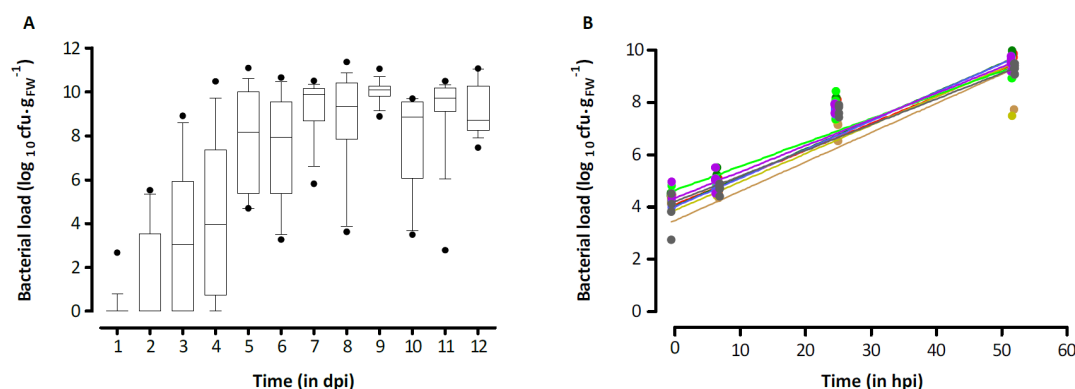 A
Bacterial load (log 10 cfu·gFW -1)
12
10
8
6
4
2
0
1 2 3 4 5 6 7 8 9 10 11 12
Time (in dpi)
B
Bacterial load (log 10 cfu·gFW -1)
10
8
6
4
2
0
0 10 20 30 40 50 60
Time (in hpi)